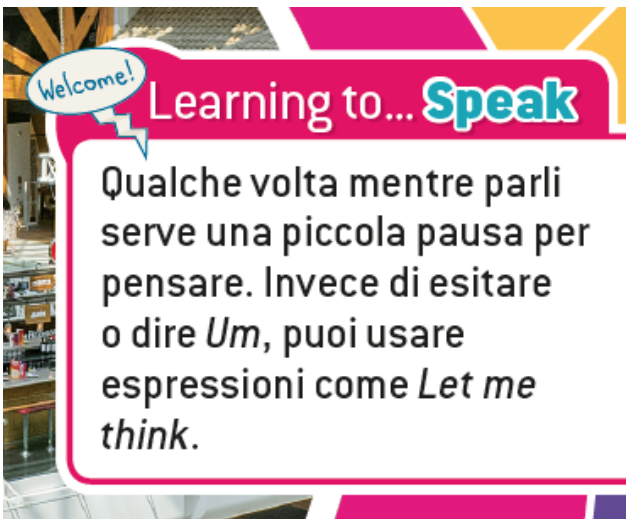 Welcome!
Learning to... Speak
Qualche volta mentre parli
serve una piccola pausa per
pensare. Invece di esitare
o dire Um, puoi usare
espressioni come Let me
think.